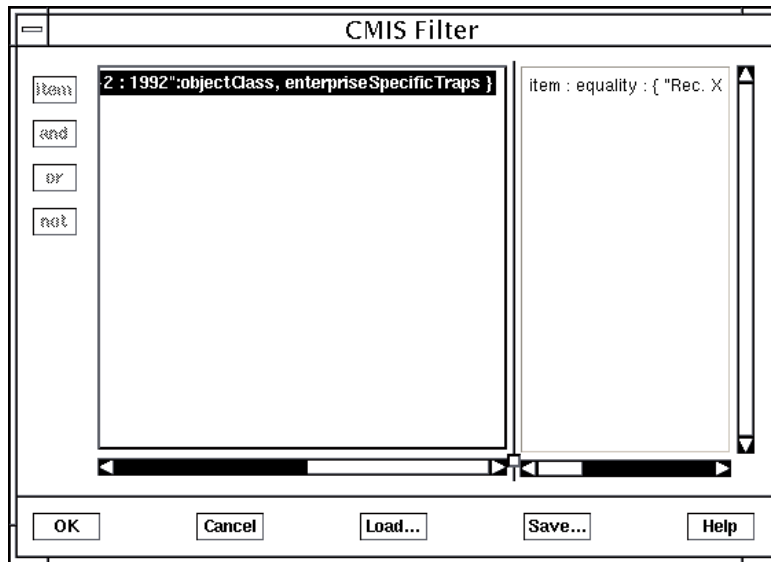 CMIS Filter
item
and
or
not
-2 : 1992":objectClass, enterpriseSpecificTraps }
item : equality : { "Rec. X
OK
Cancel
Load...
Save...
Help